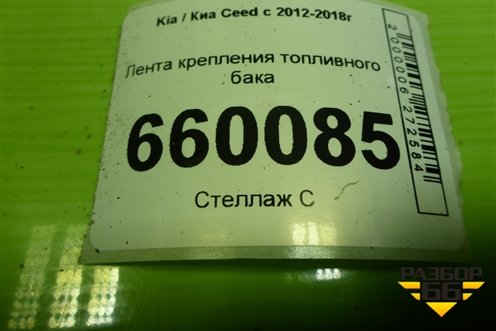 Kia / Киа Ceed с 2012-2018г
Лента крепления топливного
бака
660085
Стеллаж С
2000006272584
РАЗБОР
66